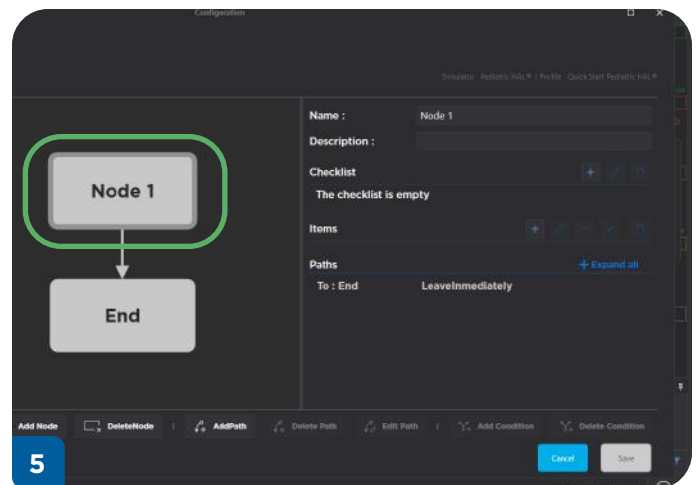 Configuration
Simulator Pediatric HAL® | Profile Quick Start Pediatric HAL®
Name :
Node 1
Description :
Checklist
The checklist is empty
Items
Paths
Expand all
To : End
LeaveInmediately
Node 1
End
Add Node
DeleteNode
AddPath
Delete Path
Edit Path
Add Condition
Delete Condition
Cancel
Save
5